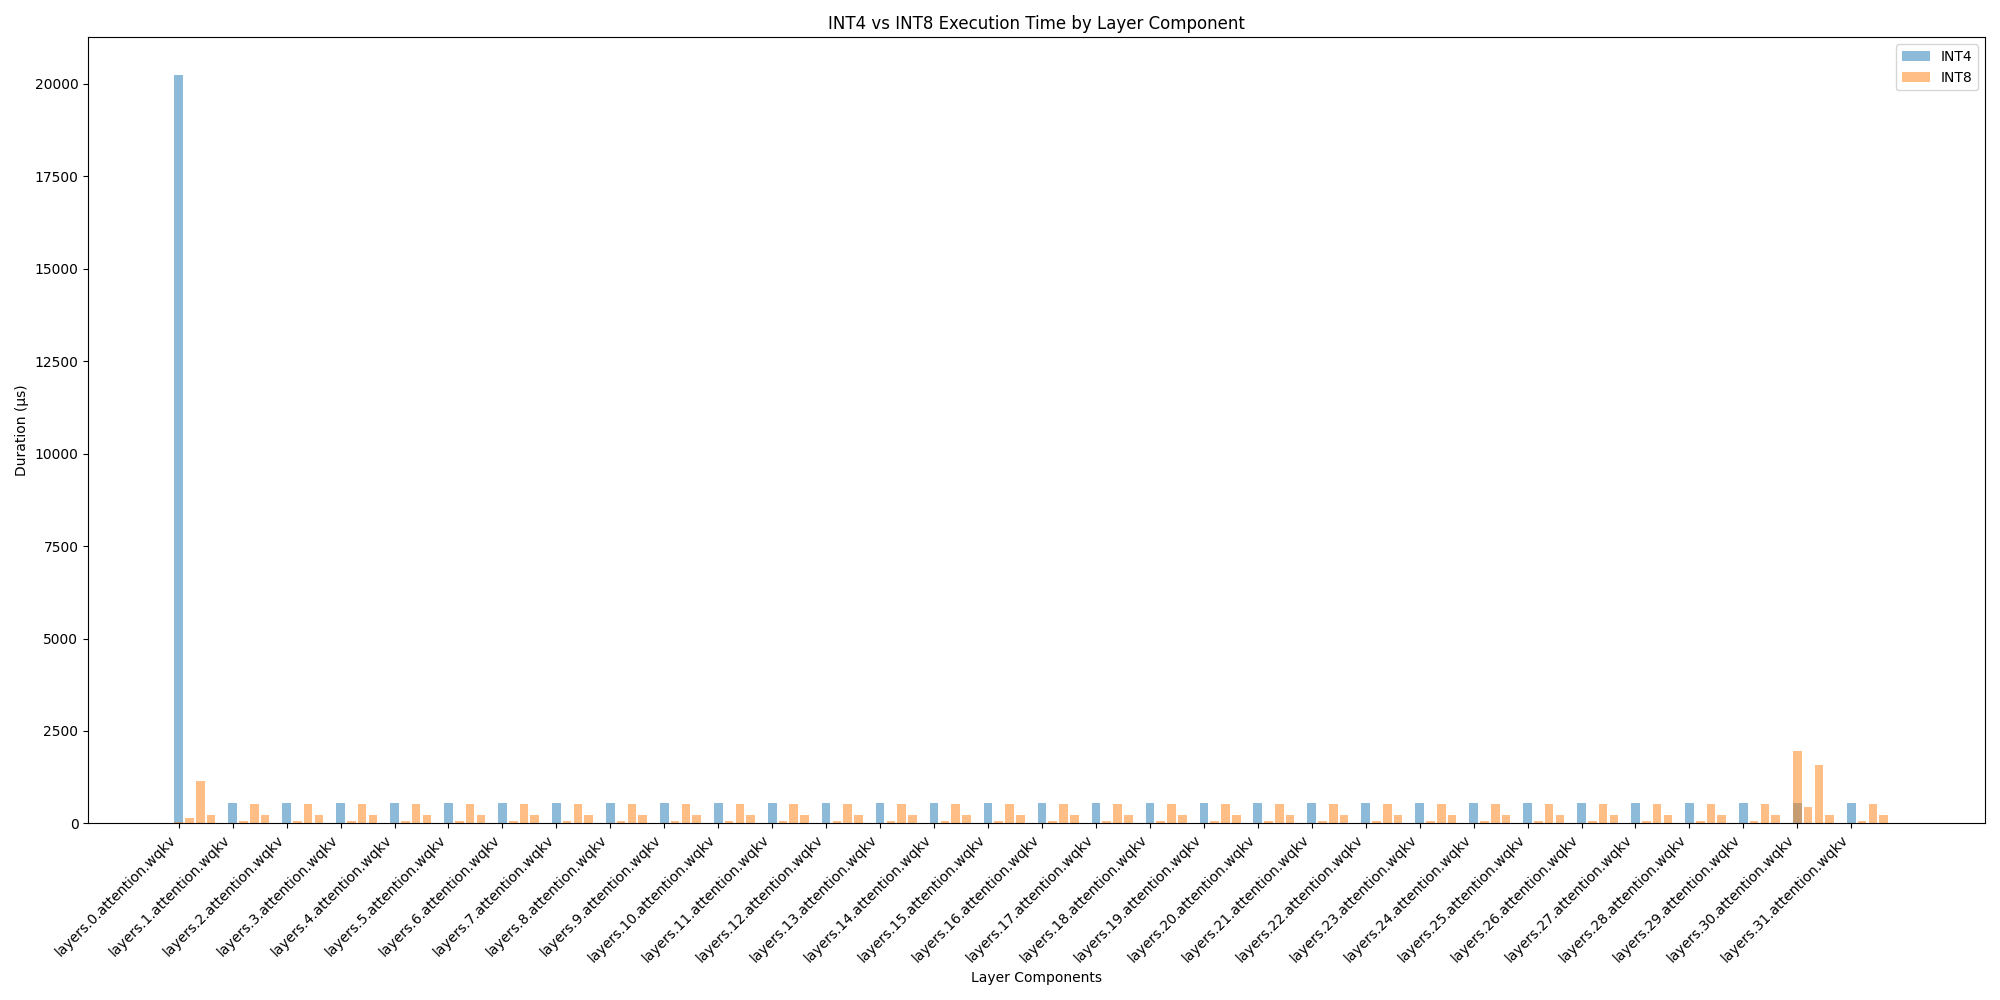 INT4 vs INT8 Execution Time by Layer Component
INT4
INT8
20000
17500
15000
12500
10000
7500
5000
2500
0
Duration (µs)
layers.0.attention.wqkv
layers.1.attention.wqkv
layers.2.attention.wqkv
layers.3.attention.wqkv
layers.4.attention.wqkv
layers.5.attention.wqkv
layers.6.attention.wqkv
layers.7.attention.wqkv
layers.8.attention.wqkv
layers.9.attention.wqkv
layers.10.attention.wqkv
layers.11.attention.wqkv
layers.12.attention.wqkv
layers.13.attention.wqkv
layers.14.attention.wqkv
layers.15.attention.wqkv
layers.16.attention.wqkv
layers.17.attention.wqkv
layers.18.attention.wqkv
layers.19.attention.wqkv
layers.20.attention.wqkv
layers.21.attention.wqkv
layers.22.attention.wqkv
layers.23.attention.wqkv
layers.24.attention.wqkv
layers.25.attention.wqkv
layers.26.attention.wqkv
layers.27.attention.wqkv
layers.28.attention.wqkv
layers.29.attention.wqkv
layers.30.attention.wqkv
layers.31.attention.wqkv
Layer Components